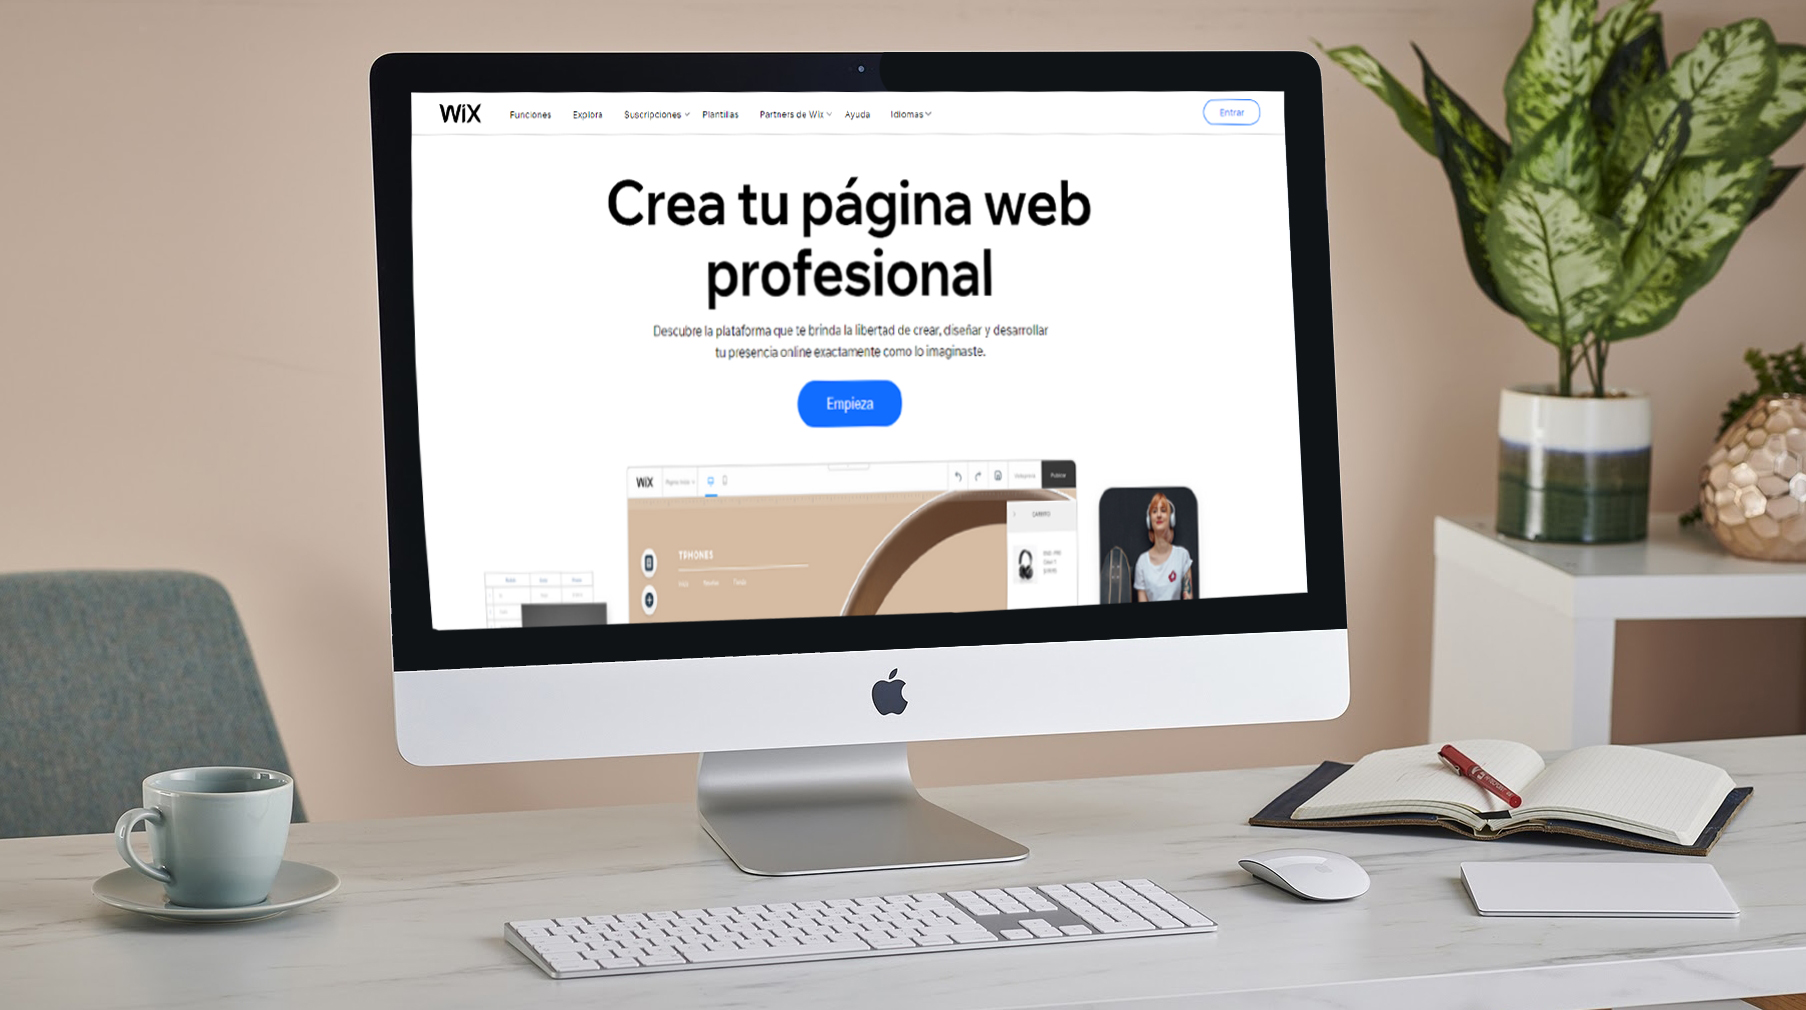 WiX
Funciones Explora Suscripciones Plantillas Partners de Wix Ayuda Idiomas
Entrar
Crea tu página web
profesional
Descubre la plataforma que te brinda la libertad de crear, diseñar y desarrollar
tu presencia online exactamente como lo imaginaste.
Empieza
WiX
TPHONES